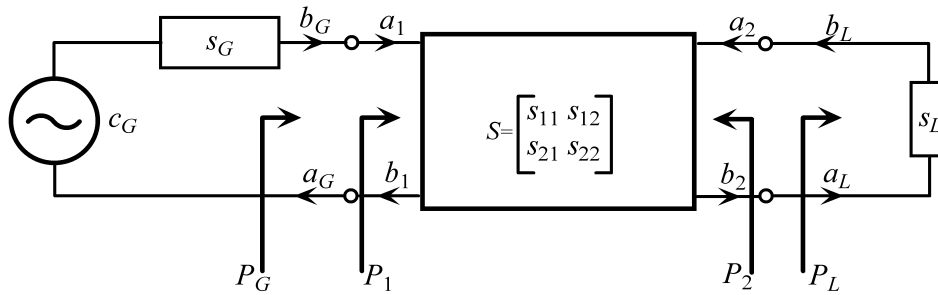 b_G a_1 a_2 b_L
s_G
c_G
S= [s_11 s_12
s_21 s_22]
s_L
a_G b_1 b_2 a_L
P_G P_1 P_2 P_L